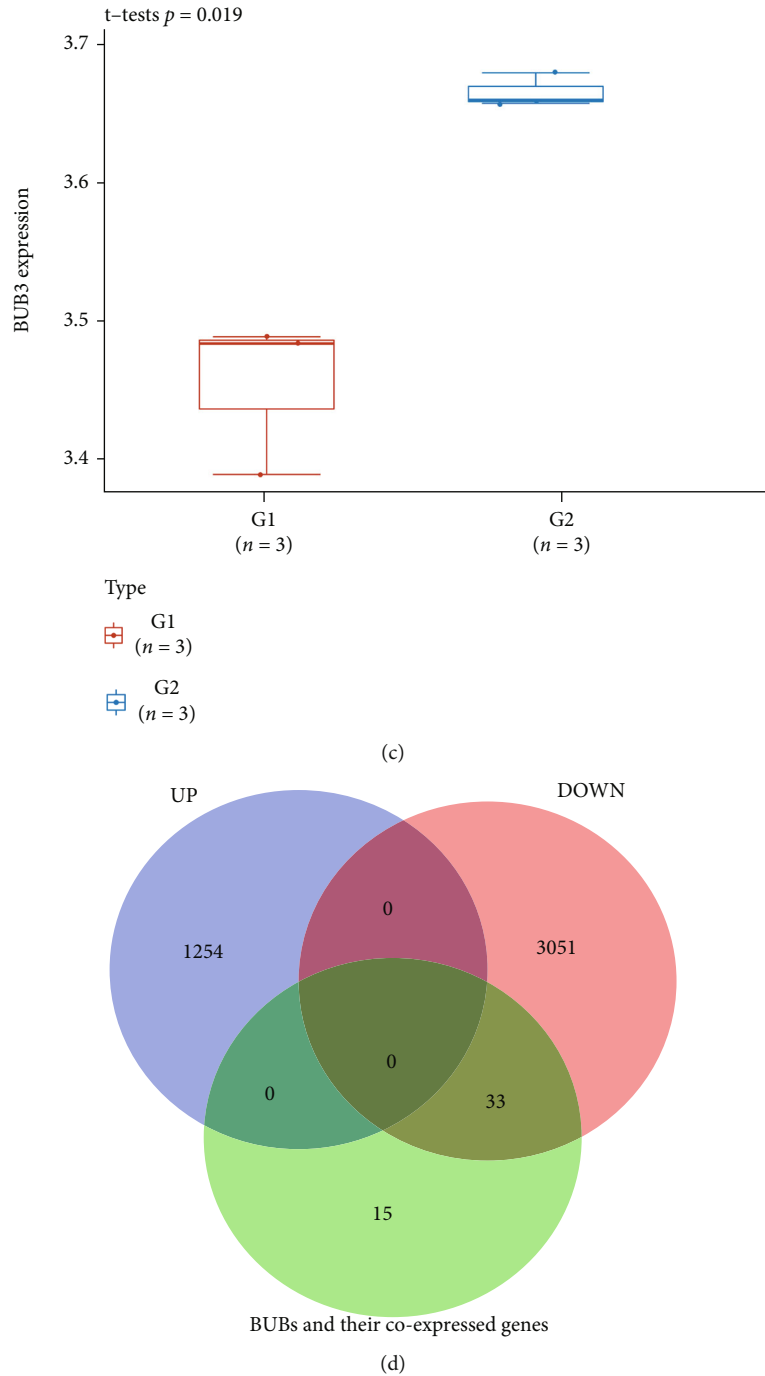 t–tests p = 0.019
3.7
3.6
3.5
3.4
BUB3 expression
G1
(n = 3)
G2
(n = 3)
Type
G1
(n = 3)
G2
(n = 3)
(c)
UP
DOWN
0
1254
3051
0
0
33
15
BUBs and their co-expressed genes
(d)